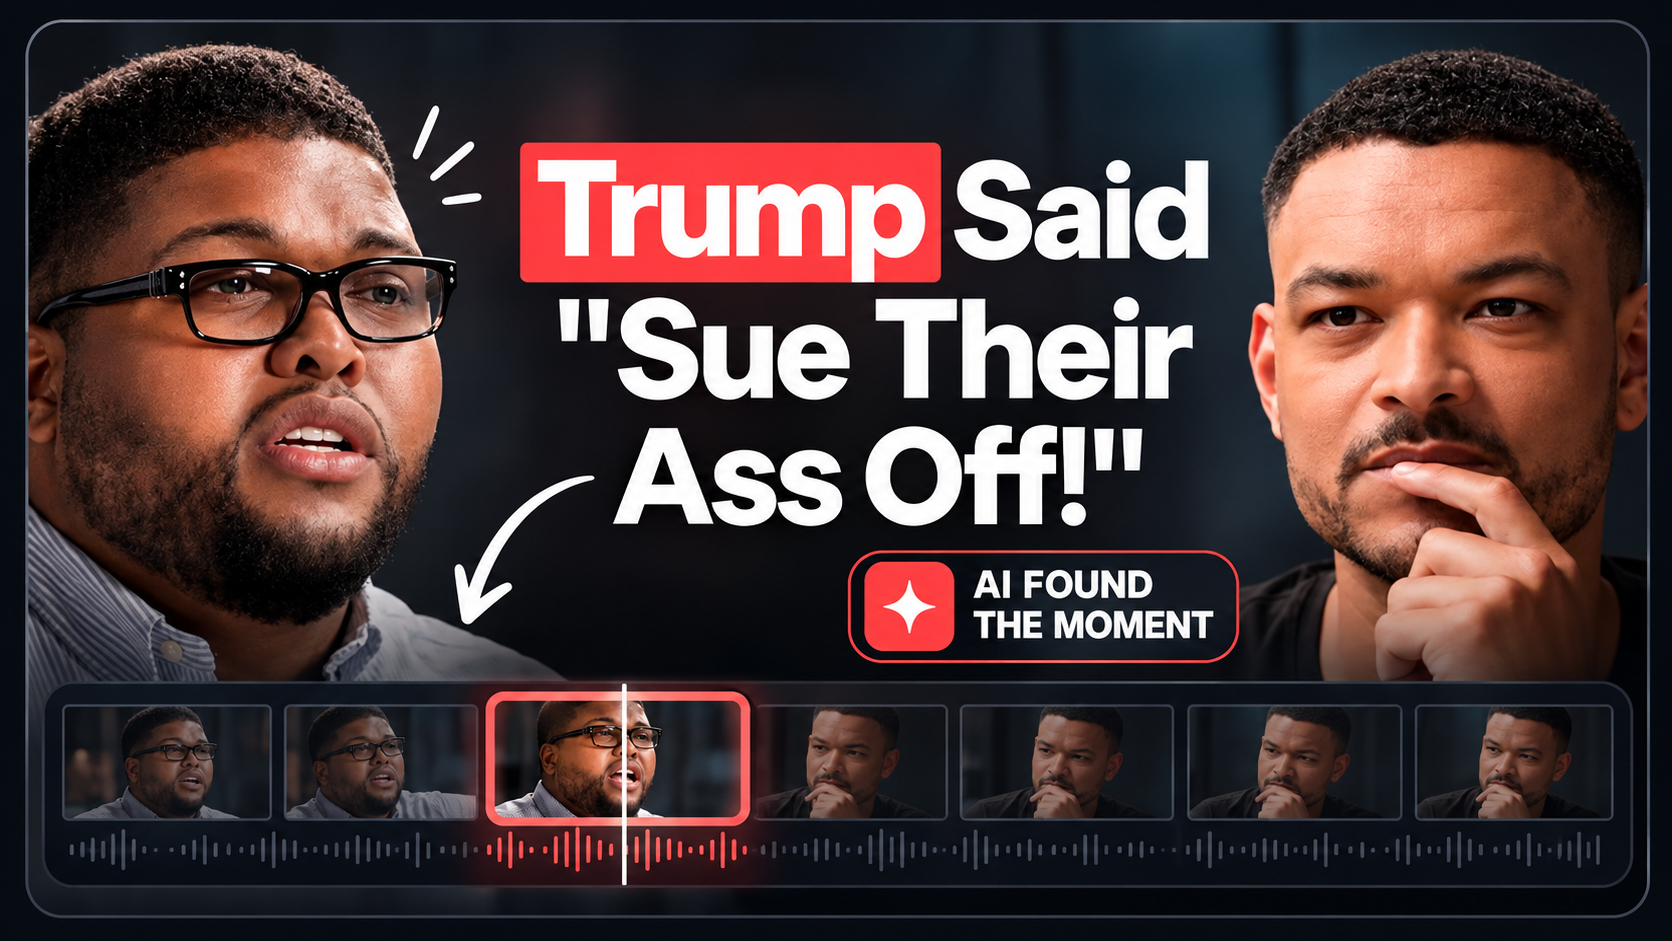 Trump Said
"Sue Their
Ass Off!"
AI FOUND
THE MOMENT